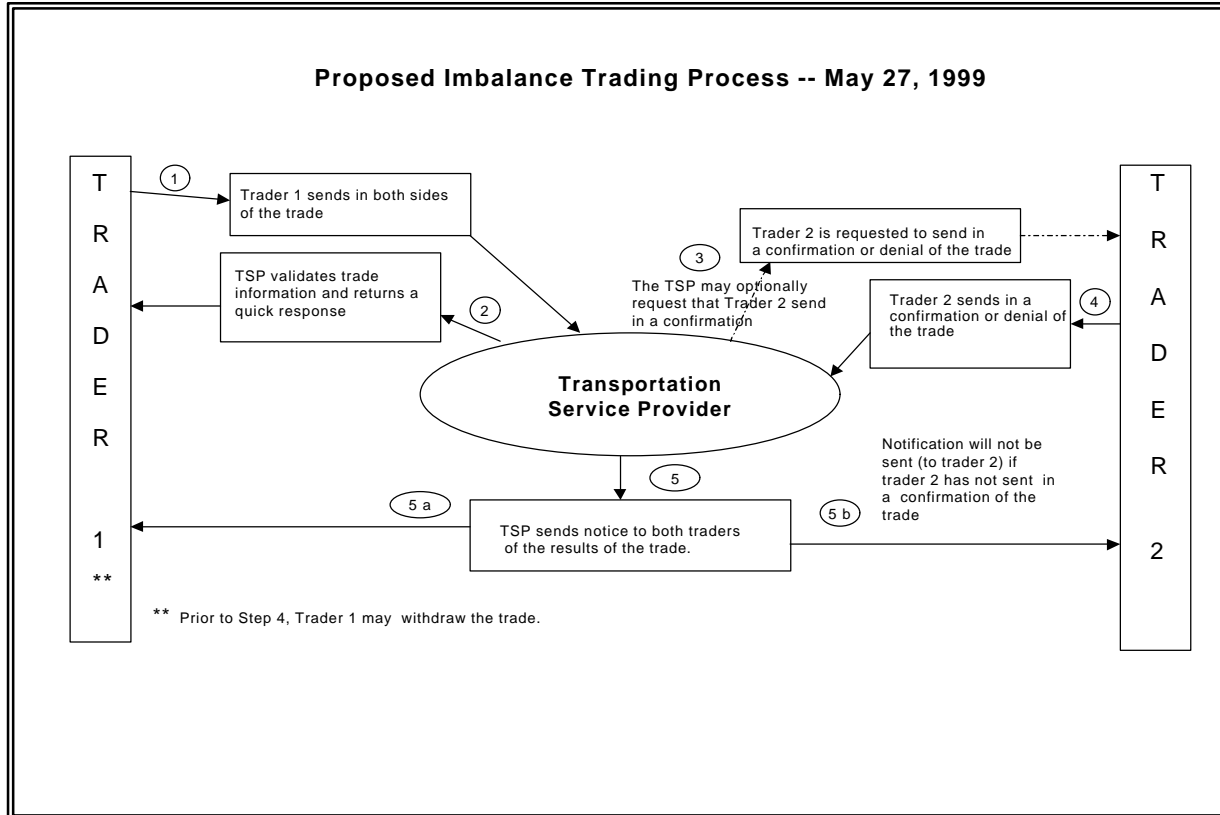 Proposed Imbalance Trading Process -- May 27, 1999
T
R
A
D
E
R
1
**
1
Trader 1 sends in both sides
of the trade
TSP validates trade
information and returns a
quick response
2
3
The TSP may optionally
request that Trader 2 send
in a confirmation
Trader 2 is requested to send in
a confirmation or denial of the trade
Trader 2 sends in a
confirmation or denial of
the trade
4
T
R
A
D
E
R
2
Transportation
Service Provider
Notification will not be
sent (to trader 2) if
trader 2 has not sent in
a confirmation of the
trade
5
5 a
TSP sends notice to both traders
of the results of the trade.
5 b
** Prior to Step 4, Trader 1 may withdraw the trade.